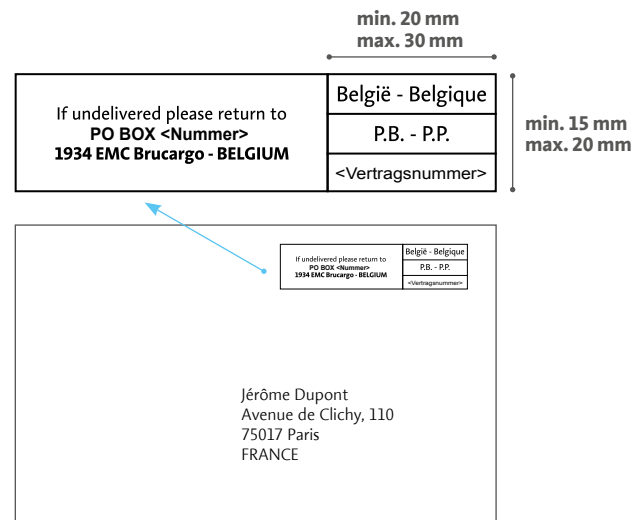 min. 20 mm
max. 30 mm
If undelivered please return to
PO BOX <Nummer>
1934 EMC Brucargo - BELGIUM
België - Belgique
P.B. - P.P.
<Vertragsnummer>
min. 15 mm
max. 20 mm
If undelivered please return to
PO BOX <Nummer>
1934 EMC Brucargo - BELGIUM
België - Belgique
P.B. - P.P.
<Vertragsnummer>
Jérôme Dupont
Avenue de Clichy, 110
75017 Paris
FRANCE